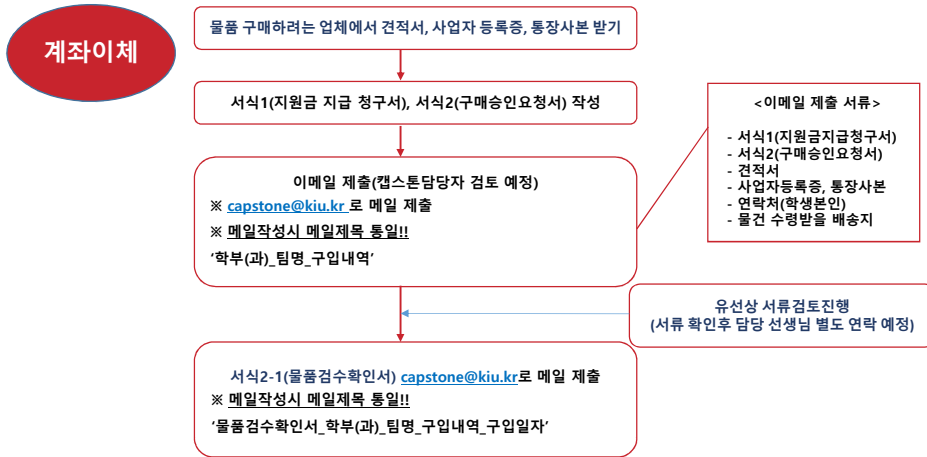 계좌이체
물품 구매하려는 업체에서 견적서, 사업자 등록증, 통장사본 받기
서식1(지원금 지급 청구서), 서식2(구매승인요청서) 작성
이메일 제출(캡스톤담당자 검토 예정)
※ capstone@kiu.kr 로 메일 제출
※ 메일작성시 메일제목 통일!!
‘학부(과)_팀명_구입내역’
<이메일 제출 서류>
- 서식1(지원금지급청구서)
- 서식2(구매승인요청서)
- 견적서
- 사업자등록증, 통장사본
- 연락처(학생본인)
- 물건 수령받을 배송지
유선상 서류검토진행
(서류 확인후 담당 선생님 별도 연락 예정)
서식2-1(물품검수확인서) capstone@kiu.kr로 메일 제출
※ 메일작성시 메일제목 통일!!
‘물품검수확인서_학부(과)_팀명_구입내역_구입일자’